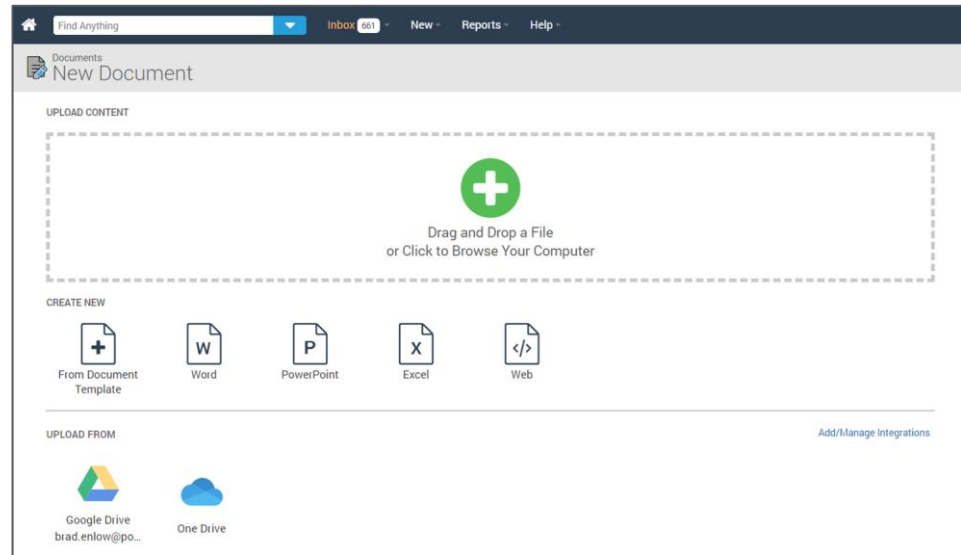 Find Anything
Inbox 661 New Reports Help
Documents
New Document
UPLOAD CONTENT
Drag and Drop a File
or Click to Browse Your Computer
CREATE NEW
W P X </>
From Document Template
Word
PowerPoint
Excel
Web
UPLOAD FROM
Add/Manage Integrations
Google Drive
brad.enlow@po...
One Drive